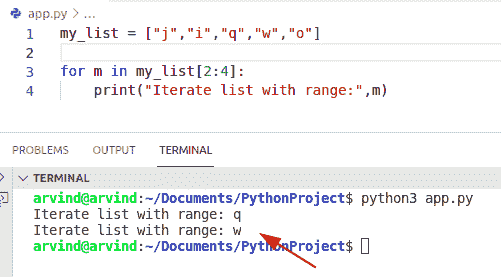 app.py > ...
1 my_list = ["j","i","q","w","o"]
2
3 for m in my_list[2:4]:
4     print("Iterate list with range:",m)
PROBLEMS OUTPUT TERMINAL
TERMINAL
arvind@arvind:~/Documents/PythonProject$ python3 app.py
Iterate list with range: q
Iterate list with range: w
arvind@arvind:~/Documents/PythonProject$